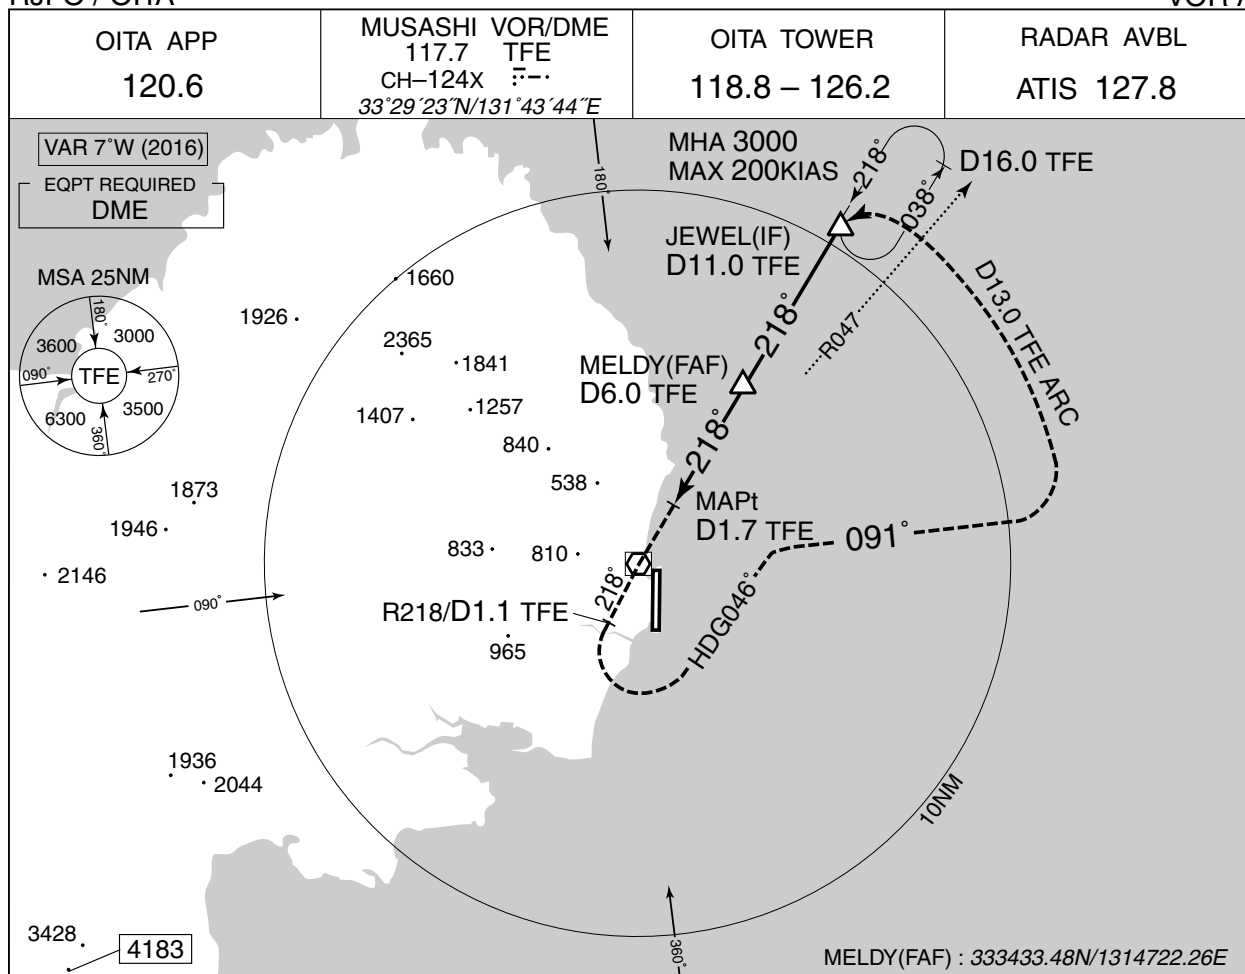 OITA APP
120.6
MUSASHI VOR/DME
117.7 TFE
CH–124X
33°29´23˝N/131°43´44˝E
OITA TOWER
118.8 – 126.2
RADAR AVBL
ATIS 127.8
VAR 7°W (2016)
EQPT REQUIRED
DME
MSA 25NM
180°
3600
3000
090°
TFE
270°
6300
3500
360°
180°
MHA 3000
MAX 200KIAS
218°
D16.0 TFE
038°
JEWEL(IF)
D11.0 TFE
D13.0 TFE ARC
R047
218°
MELDY(FAF)
D6.0 TFE
218°
MAPt
D1.7 TFE
091°
HDG046°
218°
R218/D1.1 TFE
1660
1926
2365
1841
1407
1257
840
538
1873
1946
2146
833
810
090°
965
1936
2044
10NM
3428
4183
360°
MELDY(FAF) : 333433.48N/1314722.26E